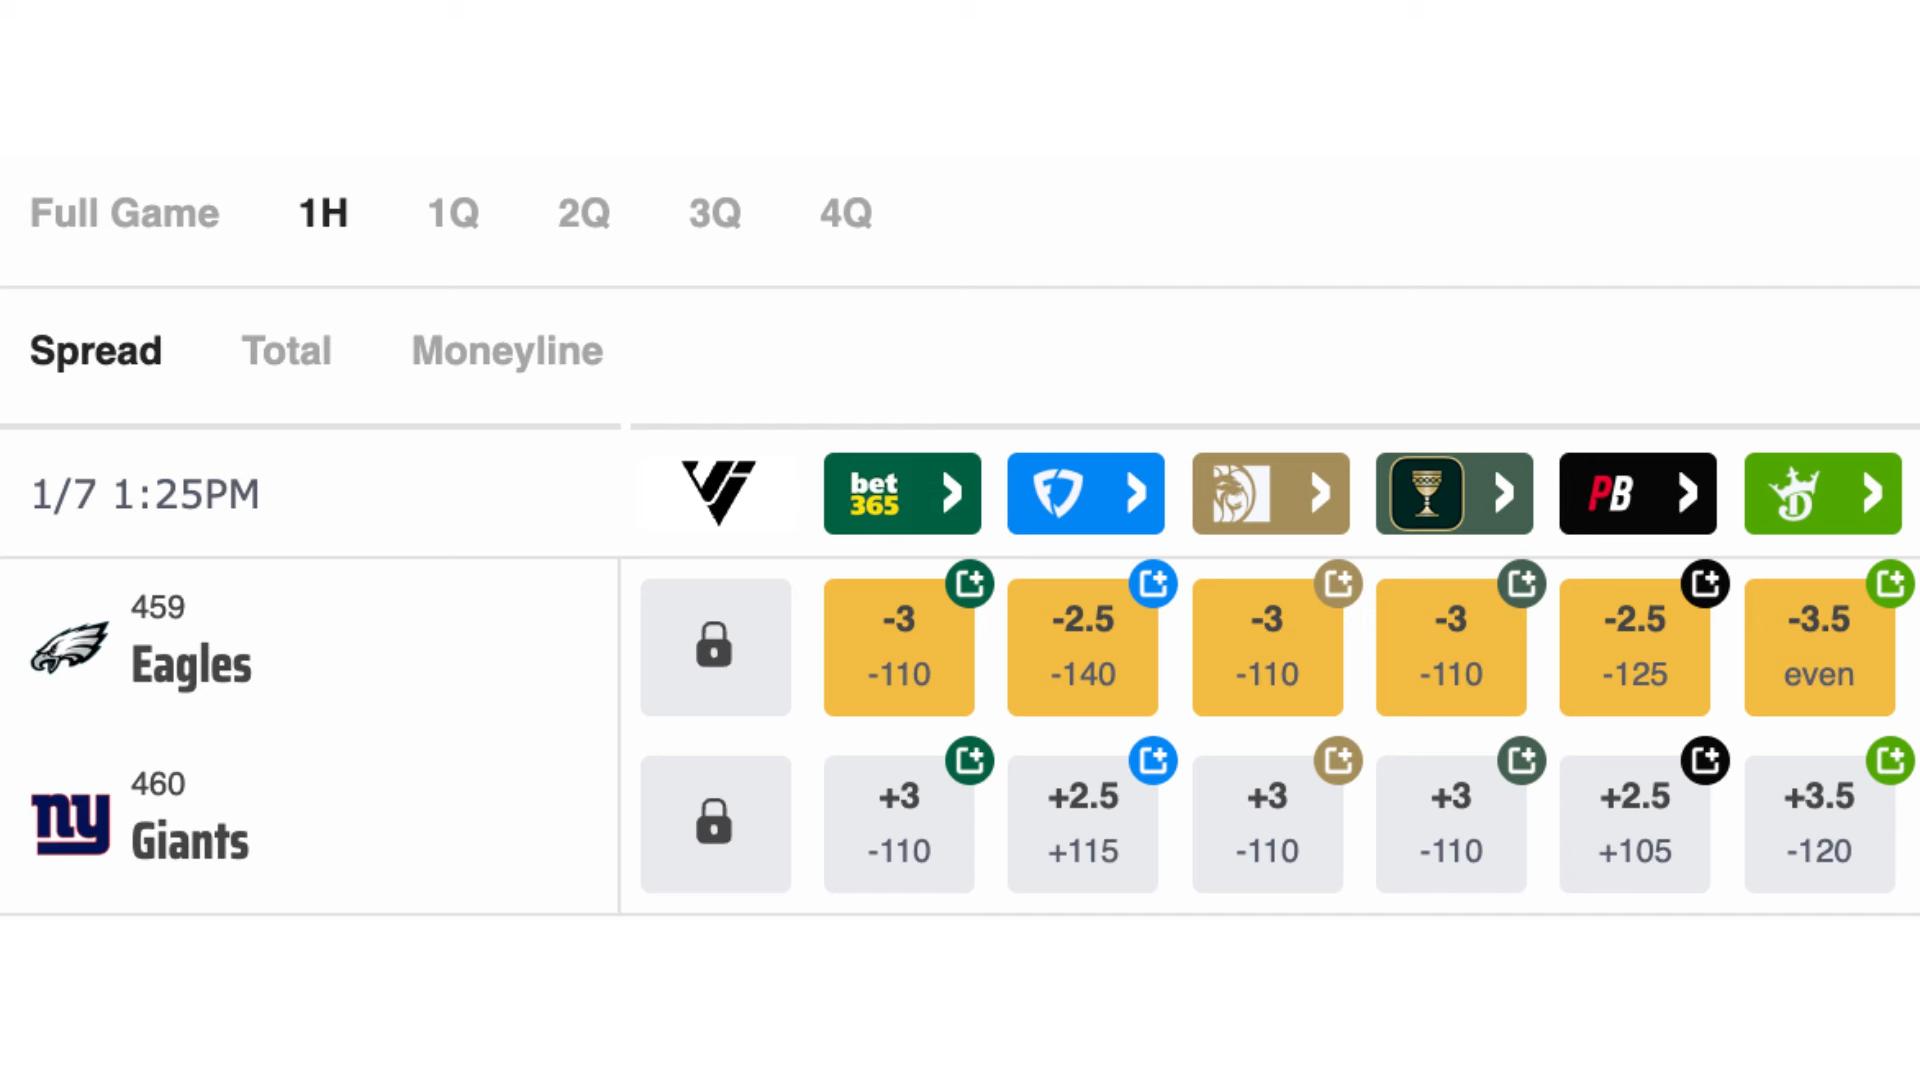 Full Game 1H 1Q 2Q 3Q 4Q
Spread Total Moneyline
1/7 1:25PM bet 365 PB
459
Eagles
-3 -2.5 -3 -3 -2.5 -3.5
-110 -140 -110 -110 -125 even
460
ny Giants
+3 +2.5 +3 +3 +2.5 +3.5
-110 +115 -110 -110 +105 -120